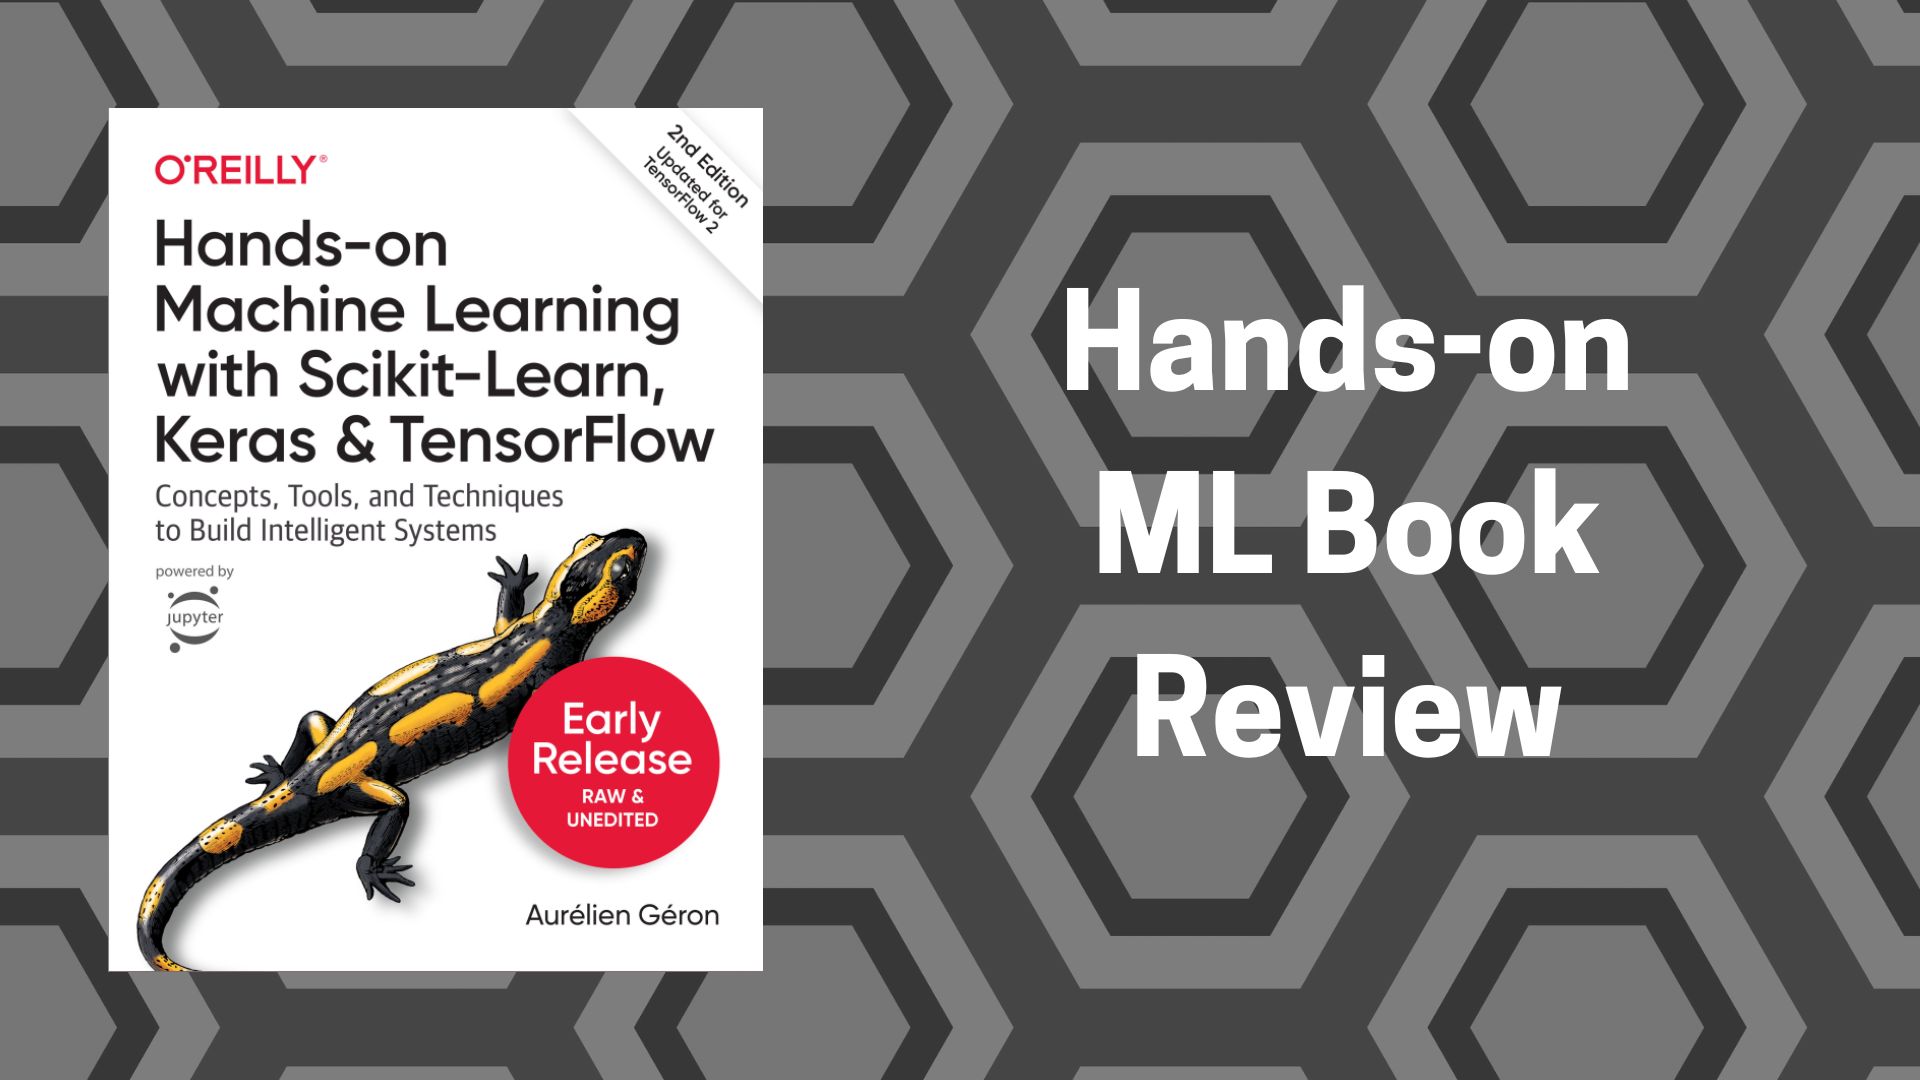 O'REILLY®
2nd Edition
Updated for
TensorFlow 2
Hands-on
Machine Learning
with Scikit-Learn,
Keras & TensorFlow
Concepts, Tools, and Techniques
to Build Intelligent Systems
powered by
jupyter
Early
Release
RAW &
UNEDITED
Aurélien Géron
Hands-on
ML Book
Review